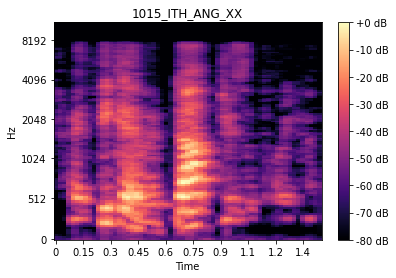 1015_ITH_ANG_XX
+0 dB
8192
-10 dB
4096
-20 dB
-30 dB
2048
Hz
-40 dB
1024
-50 dB
512
-60 dB
-70 dB
0
-80 dB
0 0.15 0.3 0.45 0.6 0.75 0.9 1.1 1.2 1.4
Time